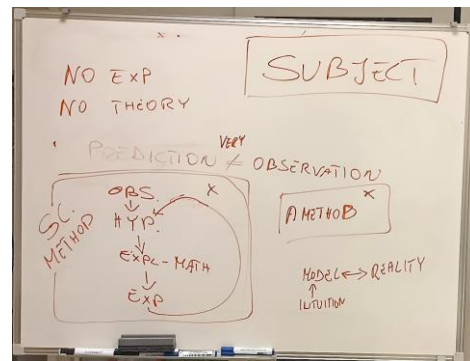 SUBJECT
NO EXP
NO THEORY
VERY
PREDICTION ≠ OBSERVATION
SC. METHOD
OBS.
HYP.
EXPL-MATH
EXP
X
A METHOD
X
MODEL ↔ REALITY
INTUITION